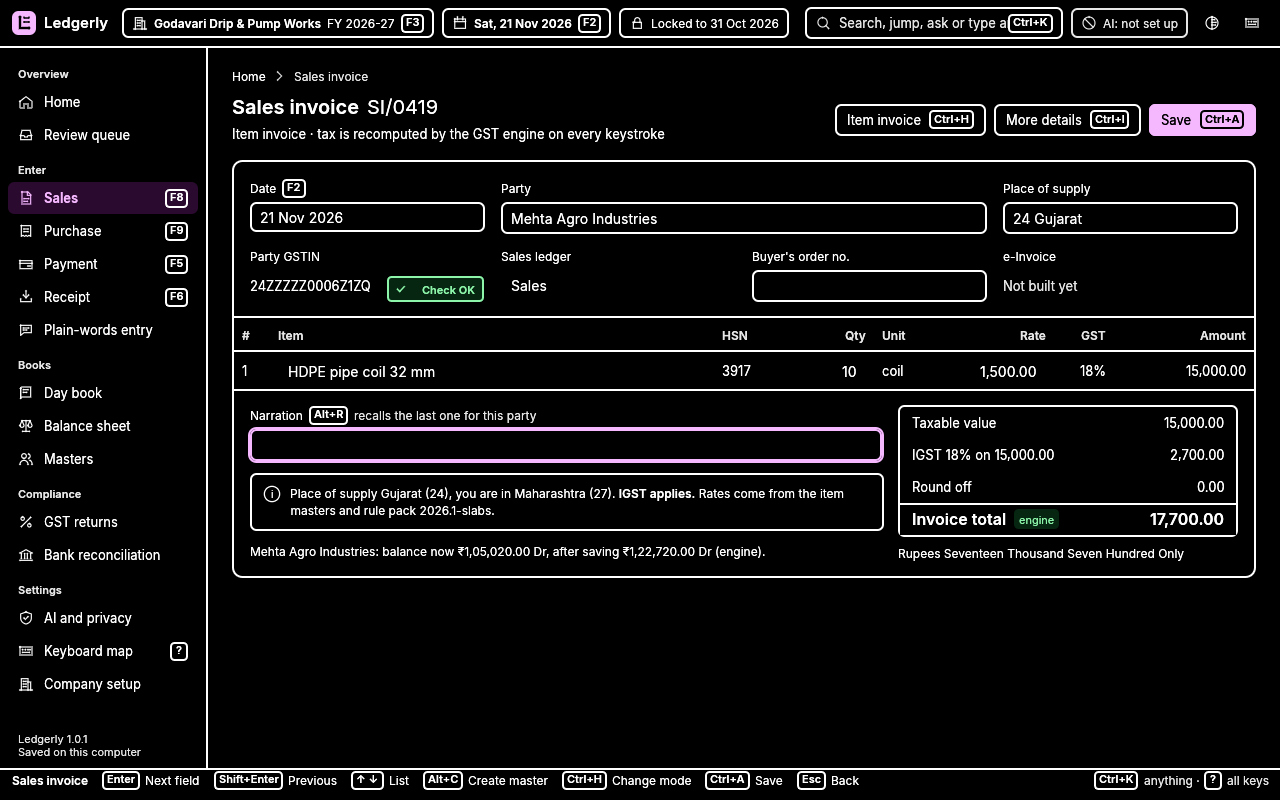 Ledgerly
Godavari Drip & Pump Works FY 2026-27 F3
Sat, 21 Nov 2026 F2
Locked to 31 Oct 2026
Search, jump, ask or type a Ctrl+K
AI: not set up
Overview
Home
Review queue
Enter
Sales F8
Purchase F9
Payment F5
Receipt F6
Plain-words entry
Books
Day book
Balance sheet
Masters
Compliance
GST returns
Bank reconciliation
Settings
AI and privacy
Keyboard map ?
Company setup
Ledgerly 1.0.1
Saved on this computer
Home Sales invoice
Sales invoice SI/0419
Item invoice · tax is recomputed by the GST engine on every keystroke
Item invoice Ctrl+H
More details Ctrl+I
Save Ctrl+A
Date F2 Party Place of supply
21 Nov 2026 Mehta Agro Industries 24 Gujarat
Party GSTIN Sales ledger Buyer's order no. e-Invoice
24ZZZZZ0006Z1ZQ Check OK Sales Not built yet
# Item HSN Qty Unit Rate GST Amount
1 HDPE pipe coil 32 mm 3917 10 coil 1,500.00 18% 15,000.00
Narration Alt+R recalls the last one for this party
Place of supply Gujarat (24), you are in Maharashtra (27). IGST applies. Rates come from the item
masters and rule pack 2026.1-slabs.
Mehta Agro Industries: balance now ₹1,05,020.00 Dr, after saving ₹1,22,720.00 Dr (engine).
Taxable value 15,000.00
IGST 18% on 15,000.00 2,700.00
Round off 0.00
Invoice total engine 17,700.00
Rupees Seventeen Thousand Seven Hundred Only
Sales invoice Enter Next field Shift+Enter Previous ↑ ↓ List Alt+C Create master Ctrl+H Change mode Ctrl+A Save Esc Back Ctrl+K anything · ? all keys